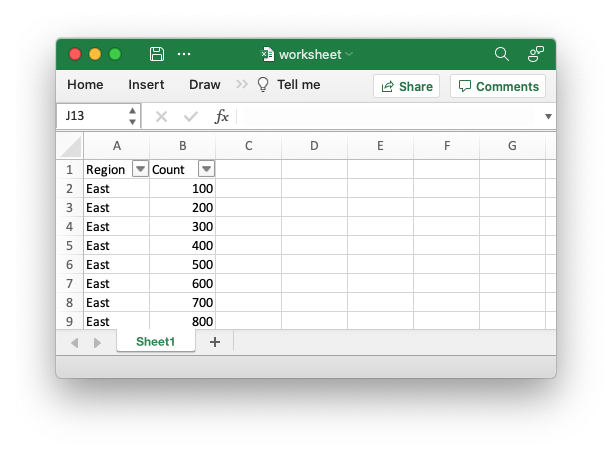 worksheet
Home Insert Draw Tell me Share Comments
J13 fx
A B C D E F G
1 Region Count
2 East 100
3 East 200
4 East 300
5 East 400
6 East 500
7 East 600
8 East 700
9 East 800
Sheet1 +